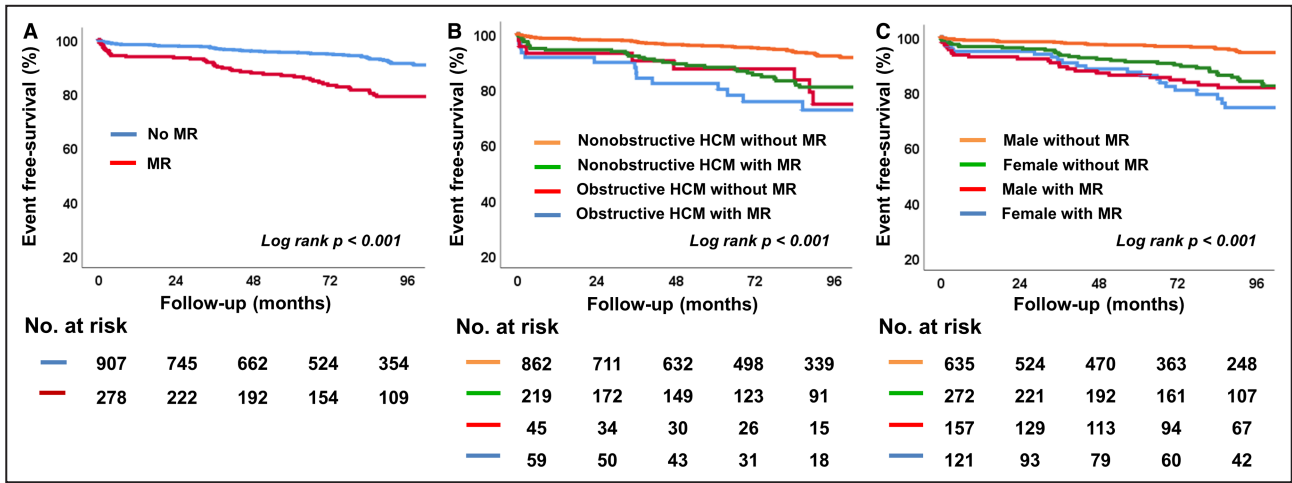 A
Event free-survival (%)
100
80
60
40
20
No MR
MR
Log rank p < 0.001
0 24 48 72 96
Follow-up (months)
No. at risk
907 745 662 524 354
278 222 192 154 109
B
Event free-survival (%)
100
80
60
40
20
Nonobstructive HCM without MR
Nonobstructive HCM with MR
Obstructive HCM without MR
Obstructive HCM with MR
Log rank p < 0.001
0 24 48 72 96
Follow-up (months)
No. at risk
862 711 632 498 339
219 172 149 123 91
45 34 30 26 15
59 50 43 31 18
C
Event free-survival (%)
100
80
60
40
20
Male without MR
Female without MR
Male with MR
Female with MR
Log rank p < 0.001
0 24 48 72 96
Follow-up (months)
No. at risk
635 524 470 363 248
272 221 192 161 107
157 129 113 94 67
121 93 79 60 42